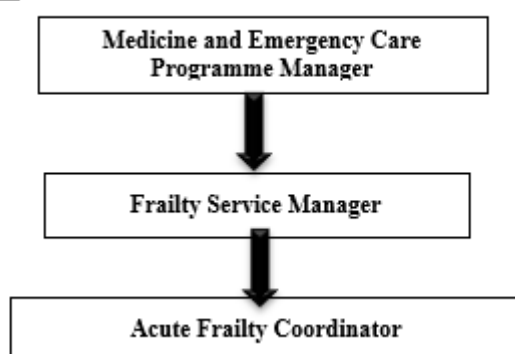 Medicine and Emergency Care
Programme Manager
Frailty Service Manager
Acute Frailty Coordinator